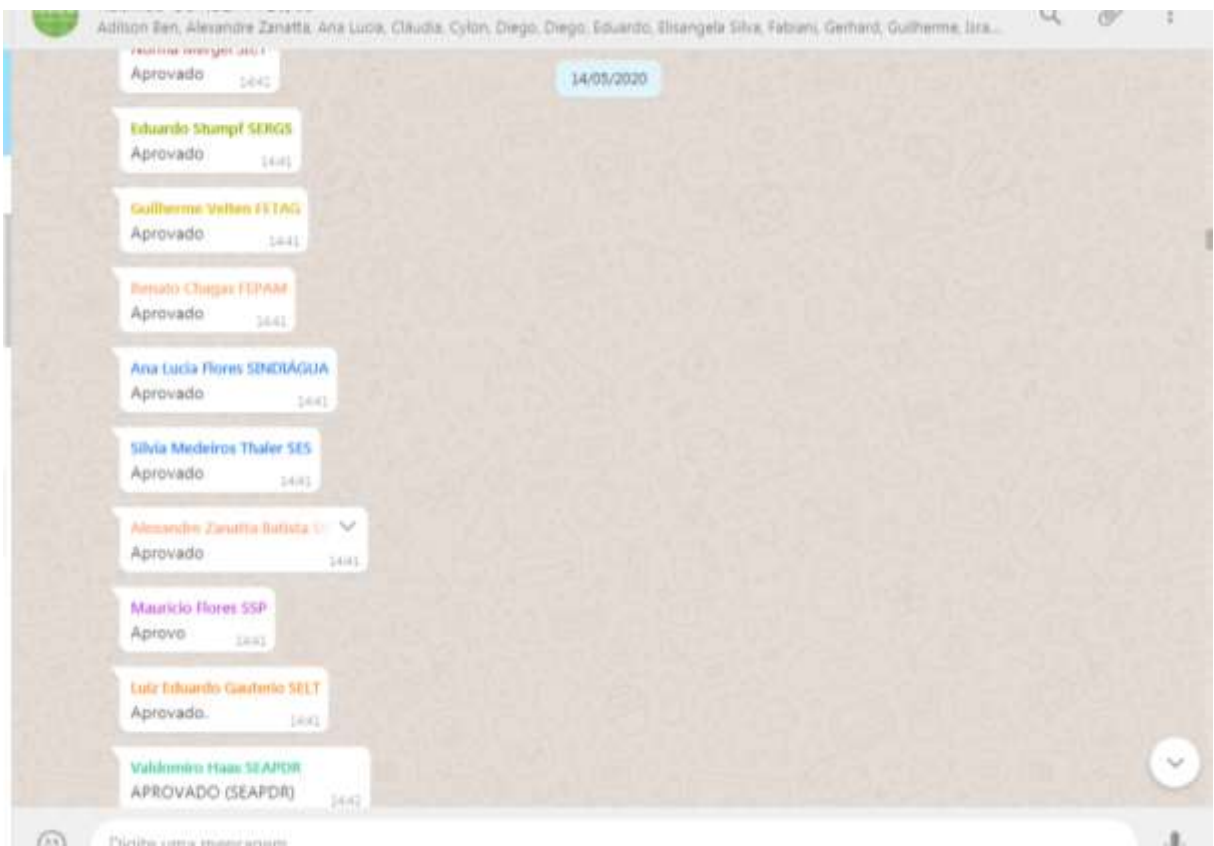 Adilson Ben, Alexandre Zanatta, Ana Lucia, Cláudia, Cylon, Diego, Diego, Eduardo, Elisangela Silva, Fabiani, Gerhard, Guilherme, Isra...
14/05/2020
Aprovado 14:41
Eduardo Stumpf SERGS
Aprovado 14:41
Guilherme Velten FETAG
Aprovado 14:41
Renato Chagas FEPAM
Aprovado 14:41
Ana Lucia Flores SINDIÁGUA
Aprovado 14:41
Silvia Medeiros Thaler SES
Aprovado 14:41
Alexandre Zanatta Batista
Aprovado 14:41
Mauricio Flores SSP
Aprovo 14:41
Luiz Eduardo Gauterio SELT
Aprovado. 14:41
Valdomiro Haas SEAPDR
APROVADO (SEAPDR)
Digite uma mensagem